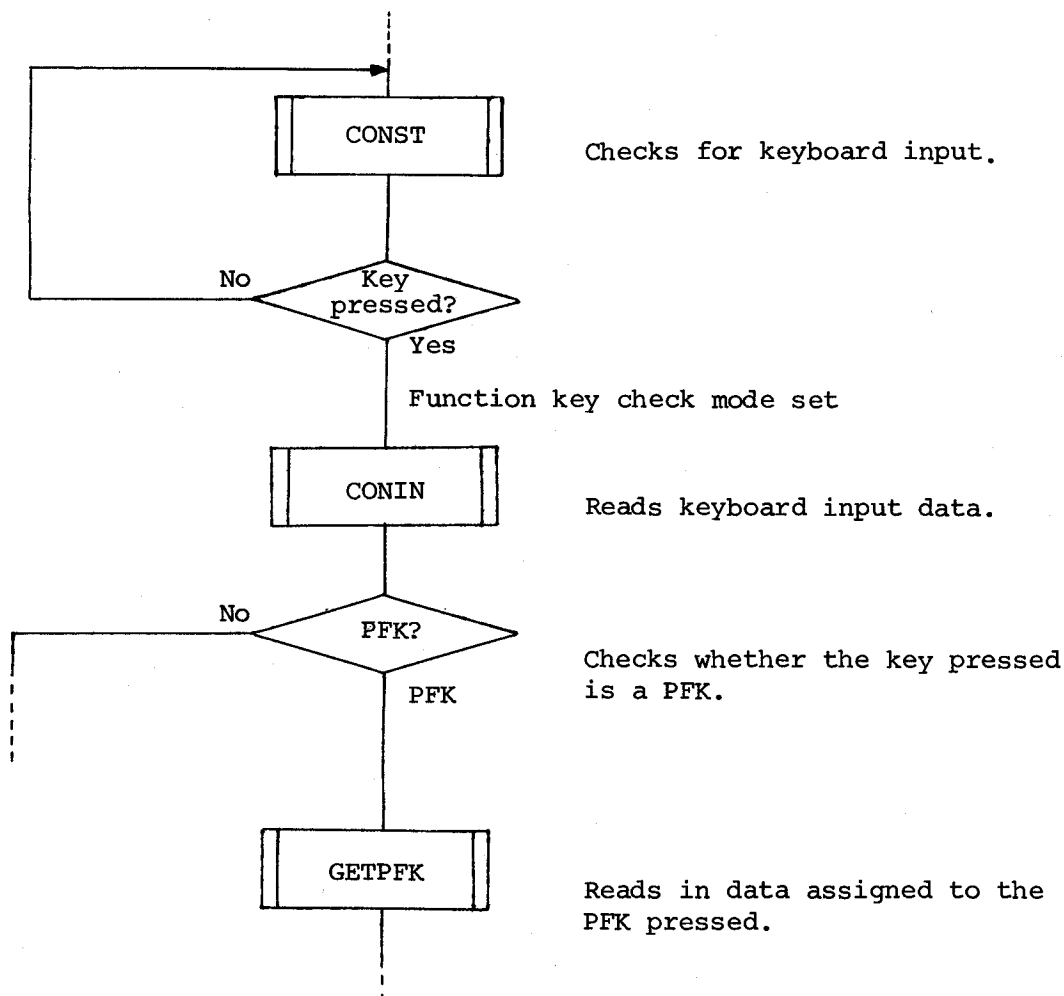 CONST
Checks for keyboard input.
No
Key
pressed?
Yes
Function key check mode set
CONIN
Reads keyboard input data.
No
PFK?
Checks whether the key pressed
is a PFK.
PFK
GETPFK
Reads in data assigned to the
PFK pressed.